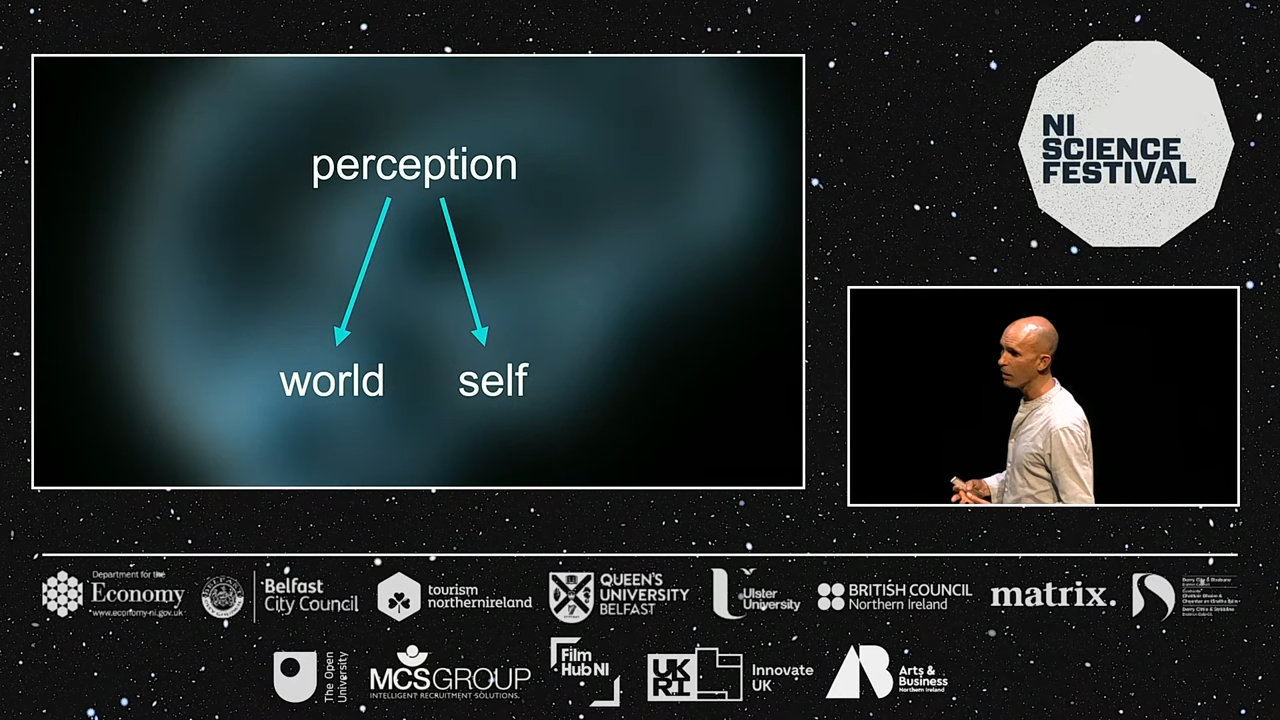 perception
world
self
NI
SCIENCE
FESTIVAL
Department for the
Economy
www.economy-ni.gov.uk
Belfast
City Council
tourism
northernireland
QUEEN'S
UNIVERSITY
BELFAST
Ulster
University
BRITISH COUNCIL
Northern Ireland
matrix.
The Open
University
MCSGROUP
INTELLIGENT RECRUITMENT SOLUTIONS.
Film
Hub NI
UK
RI
Innovate
UK
AB
Arts &
Business
Northern Ireland